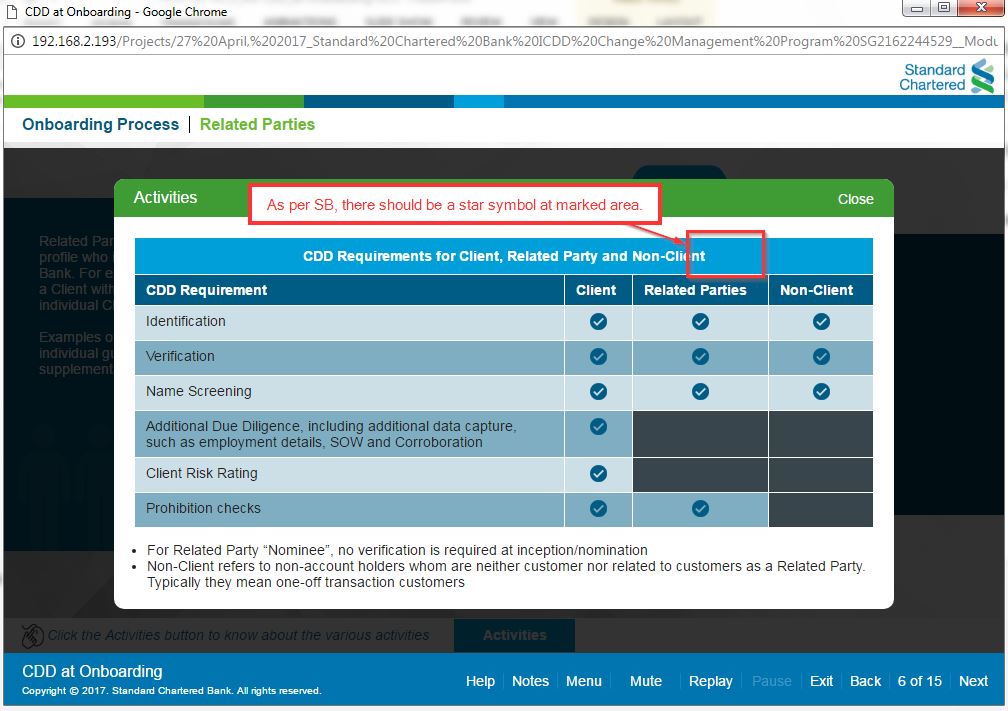 CDD at Onboarding - Google Chrome
192.168.2.193/Projects/27%20April,%202017_Standard%20Chartered%20Bank%20ICDD%20Change%20Management%20Program%20SG2162244529__Modu
Standard
Chartered
Onboarding Process | Related Parties
Activities
As per SB, there should be a star symbol at marked area.
Close
CDD Requirements for Client, Related Party and Non-Client
CDD Requirement Client Related Parties Non-Client
Identification
Verification
Name Screening
Additional Due Diligence, including additional data capture,
such as employment details, SOW and Corroboration
Client Risk Rating
Prohibition checks
• For Related Party “Nominee”, no verification is required at inception/nomination
• Non-Client refers to non-account holders whom are neither customer nor related to customers as a Related Party.
Typically they mean one-off transaction customers
Related Par
profile who
Bank. For e
a Client with
individual C
Examples o
individual gu
supplement
Click the Activities button to know about the various activities
Activities
CDD at Onboarding
Copyright © 2017. Standard Chartered Bank. All rights reserved.
Help Notes Menu Mute Replay Pause Exit Back 6 of 15 Next